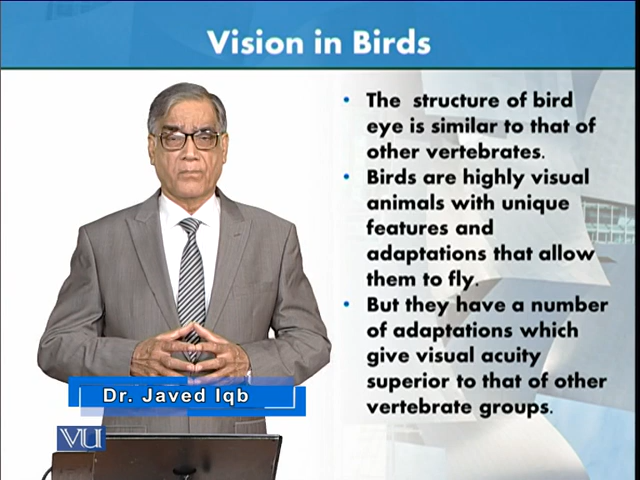 Vision in Birds
• The structure of bird
eye is similar to that of
other vertebrates.
• Birds are highly visual
animals with unique
features and
adaptations that allow
them to fly.
• But they have a number
of adaptations which
give visual acuity
superior to that of other
vertebrate groups.
Dr. Javed Iqb
VU